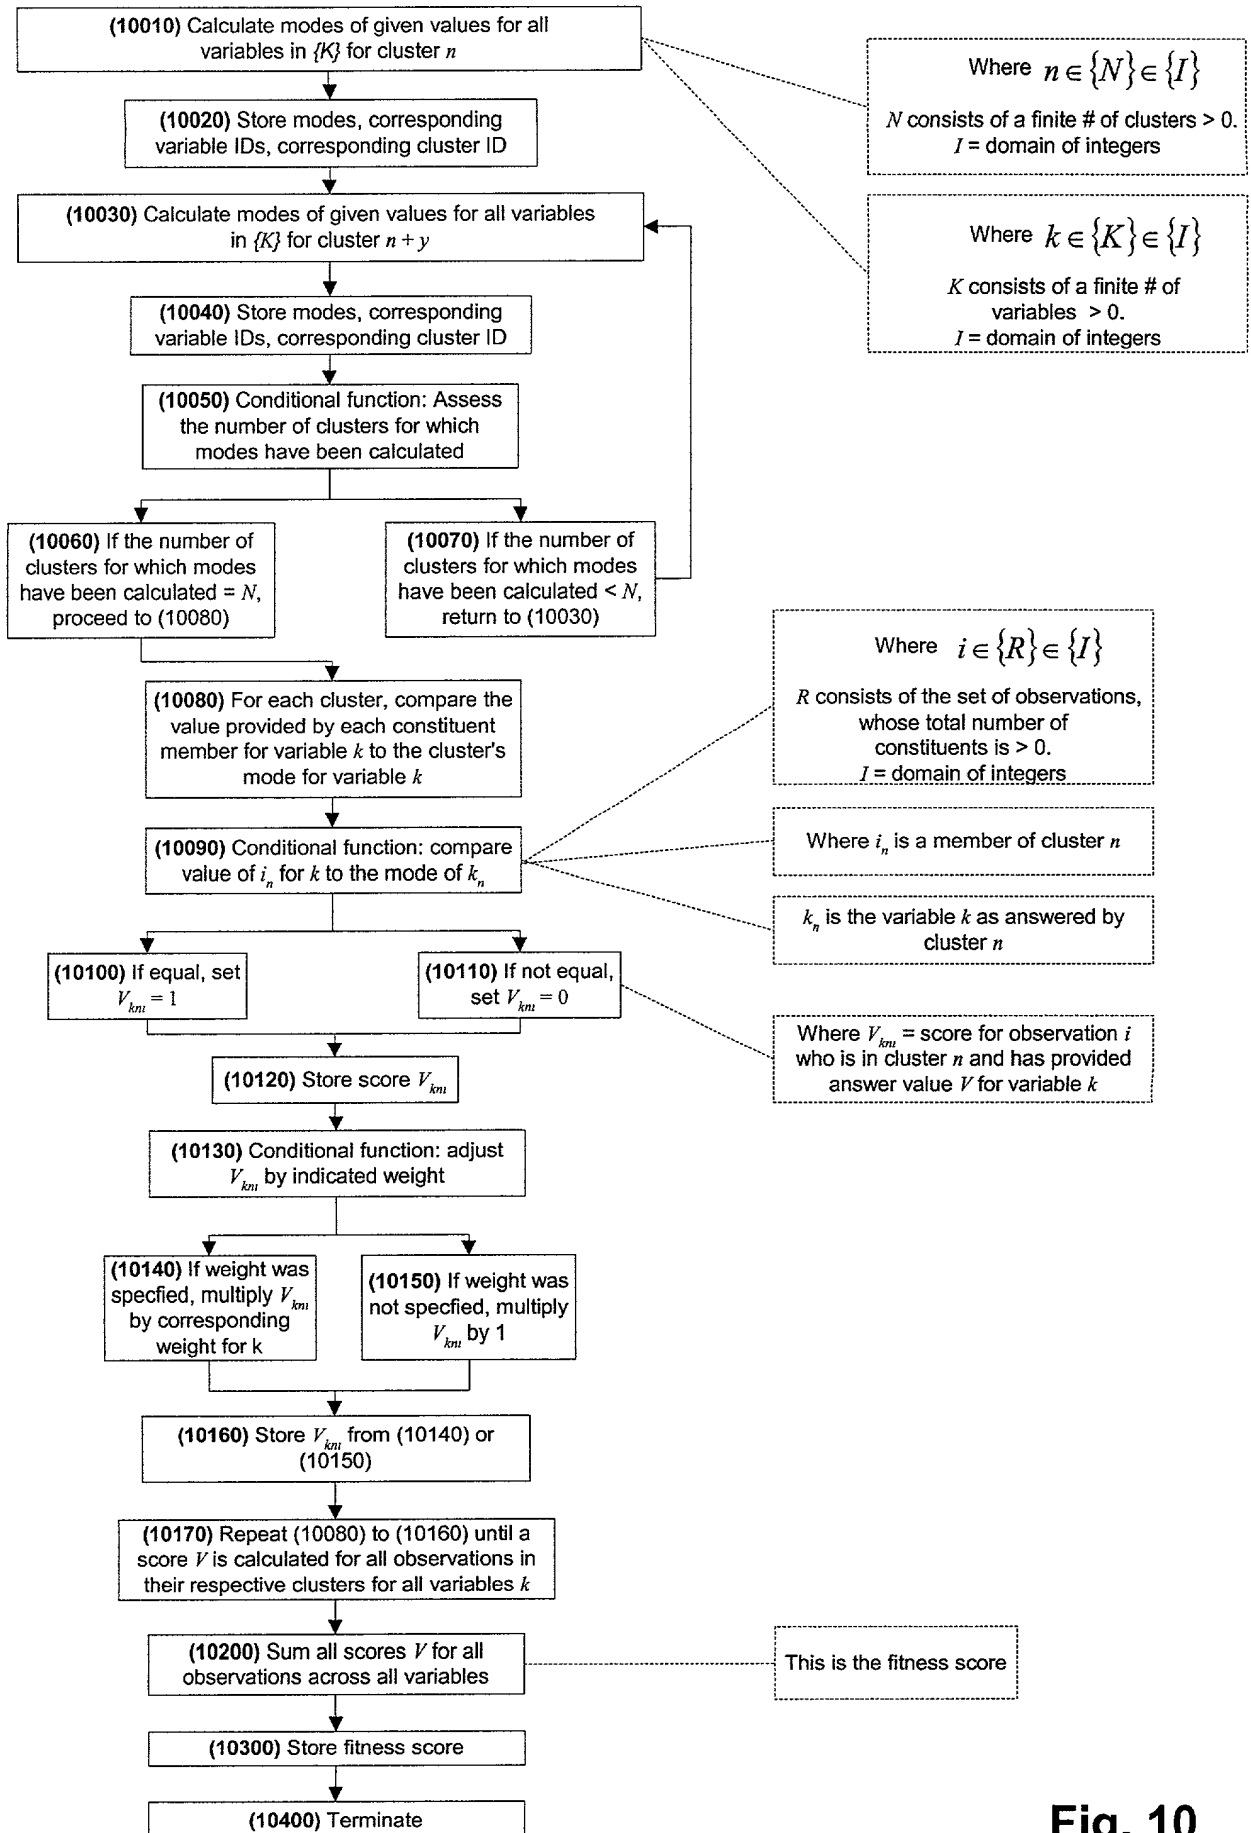 (10010) Calculate modes of given values for all
variables in {K} for cluster n
Where n ∈ {N} ∈ {I}
N consists of a finite # of clusters > 0.
I = domain of integers
(10020) Store modes, corresponding
variable IDs, corresponding cluster ID
(10030) Calculate modes of given values for all variables
in {K} for cluster n + y
Where k ∈ {K} ∈ {I}
K consists of a finite # of
variables > 0.
I = domain of integers
(10040) Store modes, corresponding
variable IDs, corresponding cluster ID
(10050) Conditional function: Assess
the number of clusters for which
modes have been calculated
(10060) If the number of
clusters for which modes
have been calculated = N,
proceed to (10080)
(10070) If the number of
clusters for which modes
have been calculated < N,
return to (10030)
Where i ∈ {R} ∈ {I}
R consists of the set of observations,
whose total number of
constituents is > 0.
I = domain of integers
(10080) For each cluster, compare the
value provided by each constituent
member for variable k to the cluster's
mode for variable k
(10090) Conditional function: compare
value of i_n for k to the mode of k_n
Where i_n is a member of cluster n
k_n is the variable k as answered by
cluster n
(10100) If equal, set
V_kni = 1
(10110) If not equal,
set V_kni = 0
Where V_kni = score for observation i
who is in cluster n and has provided
answer value V for variable k
(10120) Store score V_kni
(10130) Conditional function: adjust
V_kni by indicated weight
(10140) If weight was
specfied, multiply V_kni
by corresponding
weight for k
(10150) If weight was
not specfied, multiply
V_kni by 1
(10160) Store V_kni from (10140) or
(10150)
(10170) Repeat (10080) to (10160) until a
score V is calculated for all observations in
their respective clusters for all variables k
(10200) Sum all scores V for all
observations across all variables
This is the fitness score
(10300) Store fitness score
(10400) Terminate
Fig. 10